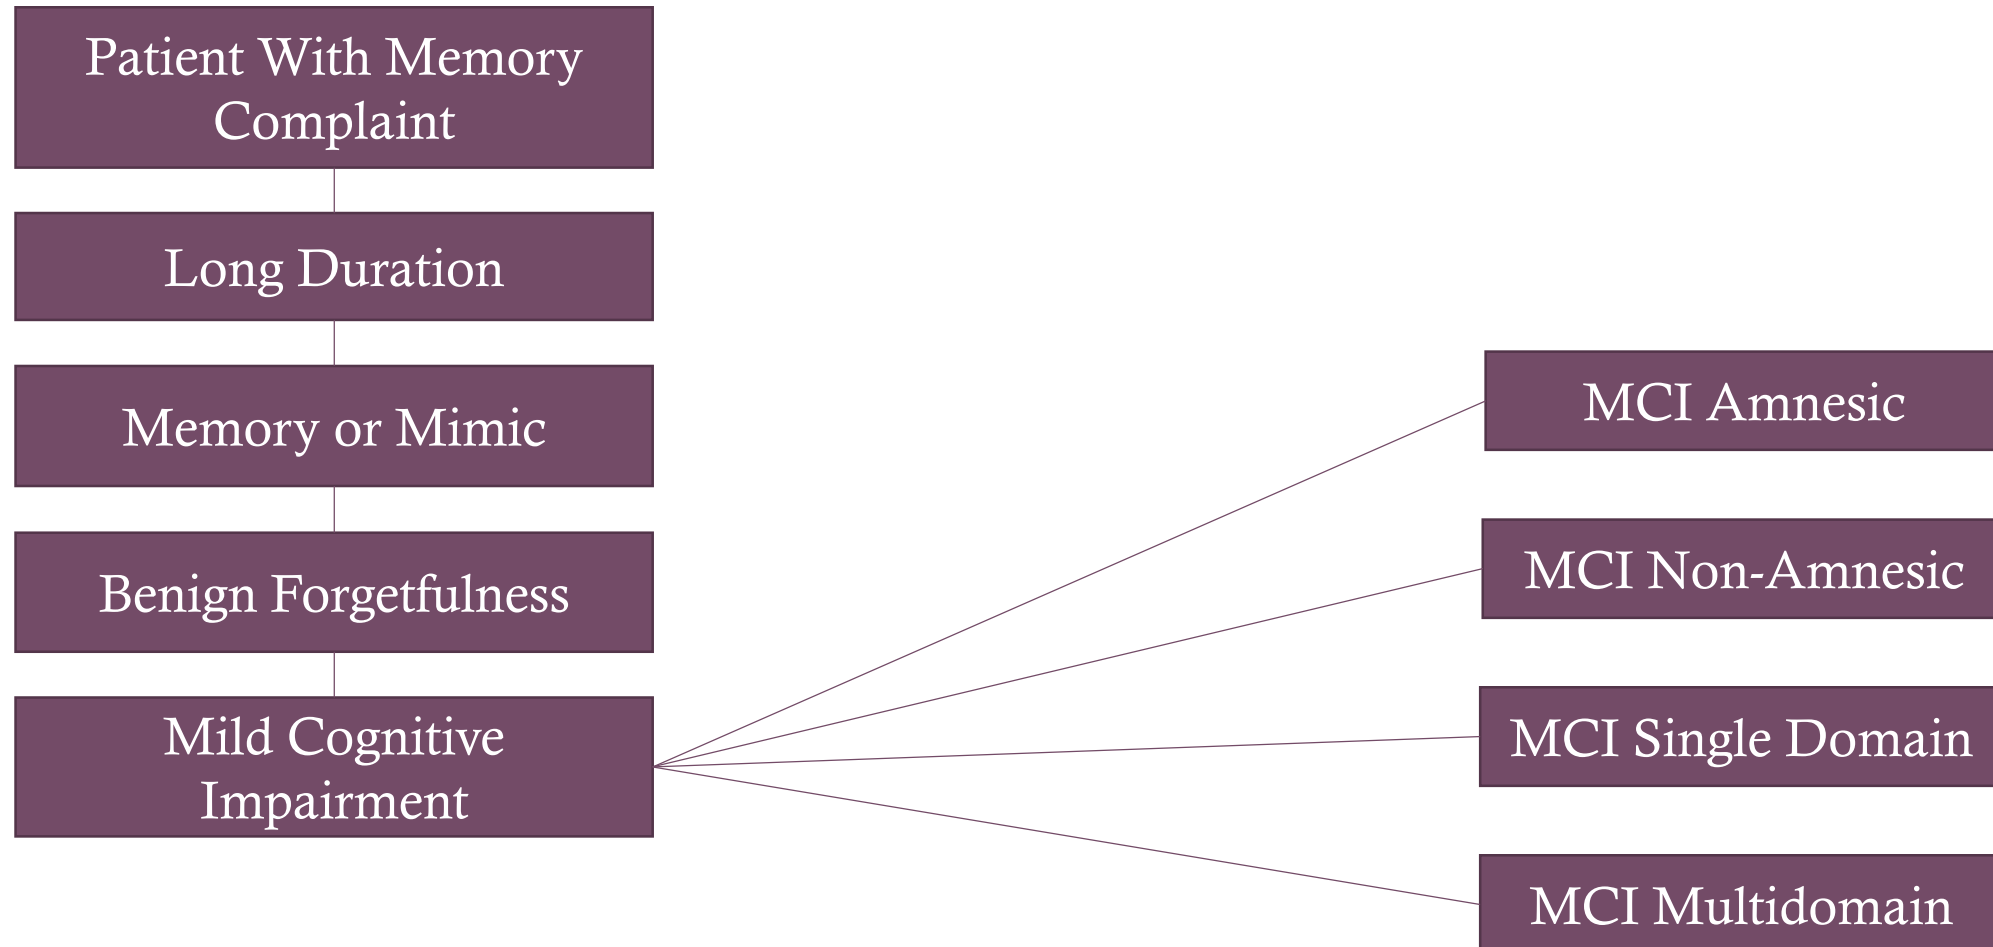 Patient With Memory
Complaint
Long Duration
Memory or Mimic
Benign Forgetfulness
Mild Cognitive
Impairment
MCI Amnesic
MCI Non-Amnesic
MCI Single Domain
MCI Multidomain